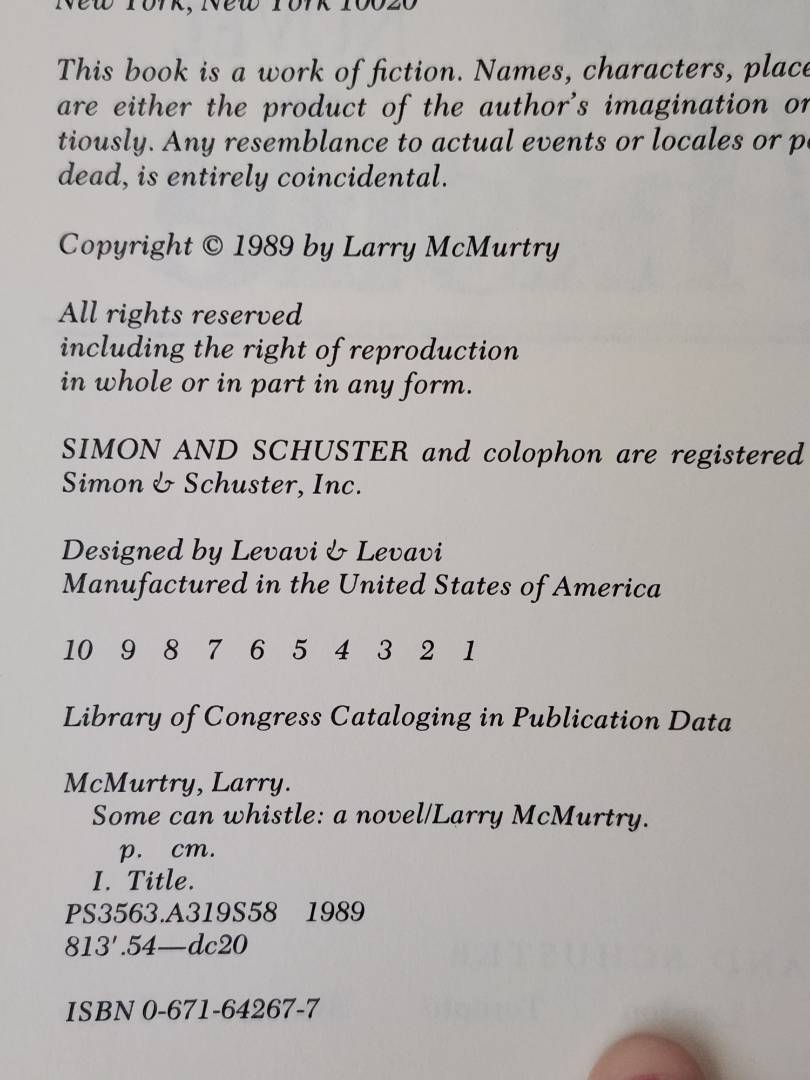 New York, New York 10020
This book is a work of fiction. Names, characters, place
are either the product of the author's imagination or
tiously. Any resemblance to actual events or locales or p
dead, is entirely coincidental.
Copyright © 1989 by Larry McMurtry
All rights reserved
including the right of reproduction
in whole or in part in any form.
SIMON AND SCHUSTER and colophon are registered
Simon & Schuster, Inc.
Designed by Levavi & Levavi
Manufactured in the United States of America
10 9 8 7 6 5 4 3 2 1
Library of Congress Cataloging in Publication Data
McMurtry, Larry.
Some can whistle: a novel/Larry McMurtry.
p. cm.
I. Title.
PS3563.A319S58 1989
813'.54—dc20
ISBN 0-671-64267-7